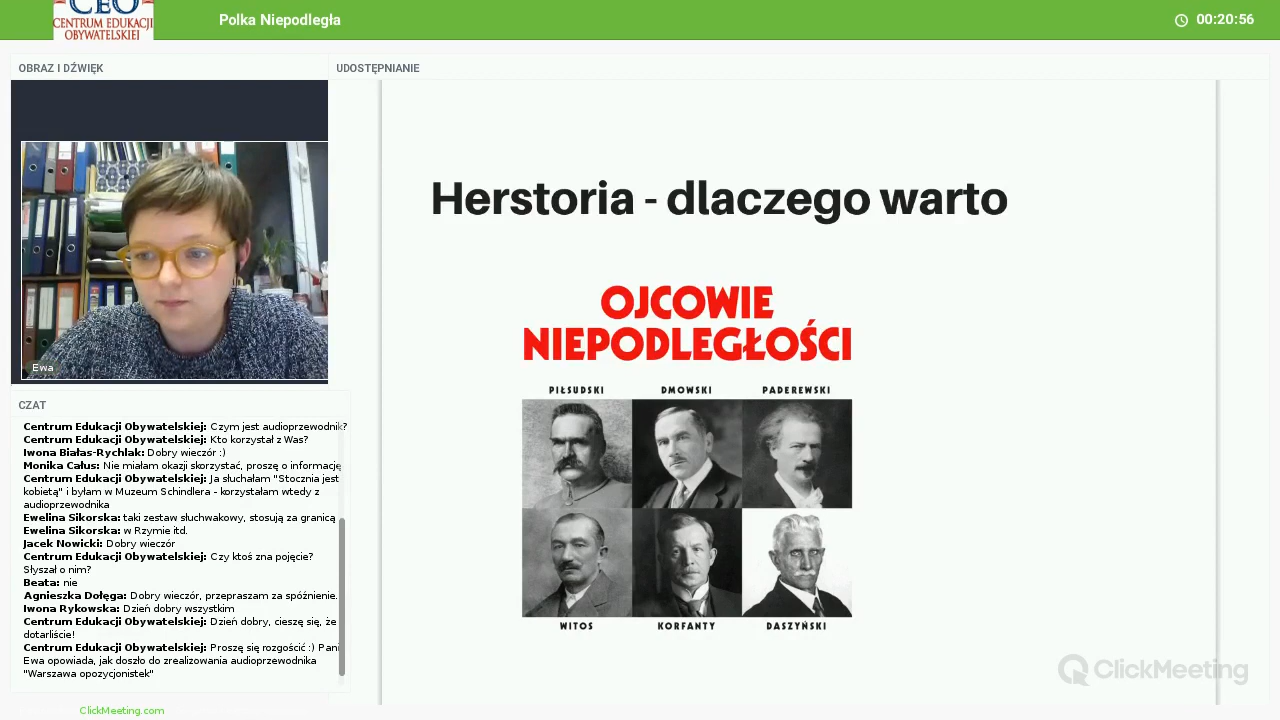 CEO
CENTRUM EDUKACJI
OBYWATELSKIEJ
Polka Niepodległa
00:20:56
OBRAZ I DŹWIĘK
UDOSTĘPNIANIE
Ewa
CZAT
Centrum Edukacji Obywatelskiej: Czym jest audioprzewodnik?
Centrum Edukacji Obywatelskiej: Kto korzystał z Was?
Iwona Białas-Rychlak: Dobry wieczór :)
Monika Całus: Nie miałam okazji skorzystać, proszę o informację
Centrum Edukacji Obywatelskiej: Ja słuchałam "Stocznia jest
kobietą" i byłam w Muzeum Schindlera - korzystałam wtedy z
audioprzewodnika
Ewelina Sikorska: taki zestaw słuchwakowy, stosują za granicą
Ewelina Sikorska: w Rzymie itd.
Jacek Nowicki: Dobry wieczór
Centrum Edukacji Obywatelskiej: Czy ktoś zna pojęcie?
Słyszał o nim?
Beata: nie
Agnieszka Dołęga: Dobry wieczór, przepraszam za spóźnienie.
Iwona Rykowska: Dzień dobry wszystkim
Centrum Edukacji Obywatelskiej: Dzień dobry, cieszę się, że
dotarliście!
Centrum Edukacji Obywatelskiej: Proszę się rozgościć :) Pani
Ewa opowiada, jak doszło do zrealizowania audioprzewodnika
"Warszawa opozycjonistek"
ClickMeeting.com
Herstoria - dlaczego warto
OJCOWIE
NIEPODLEGŁOŚCI
PIŁSUDSKI DMOWSKI PADEREWSKI
WITOS KORFANTY DASZYŃSKI
ClickMeeting